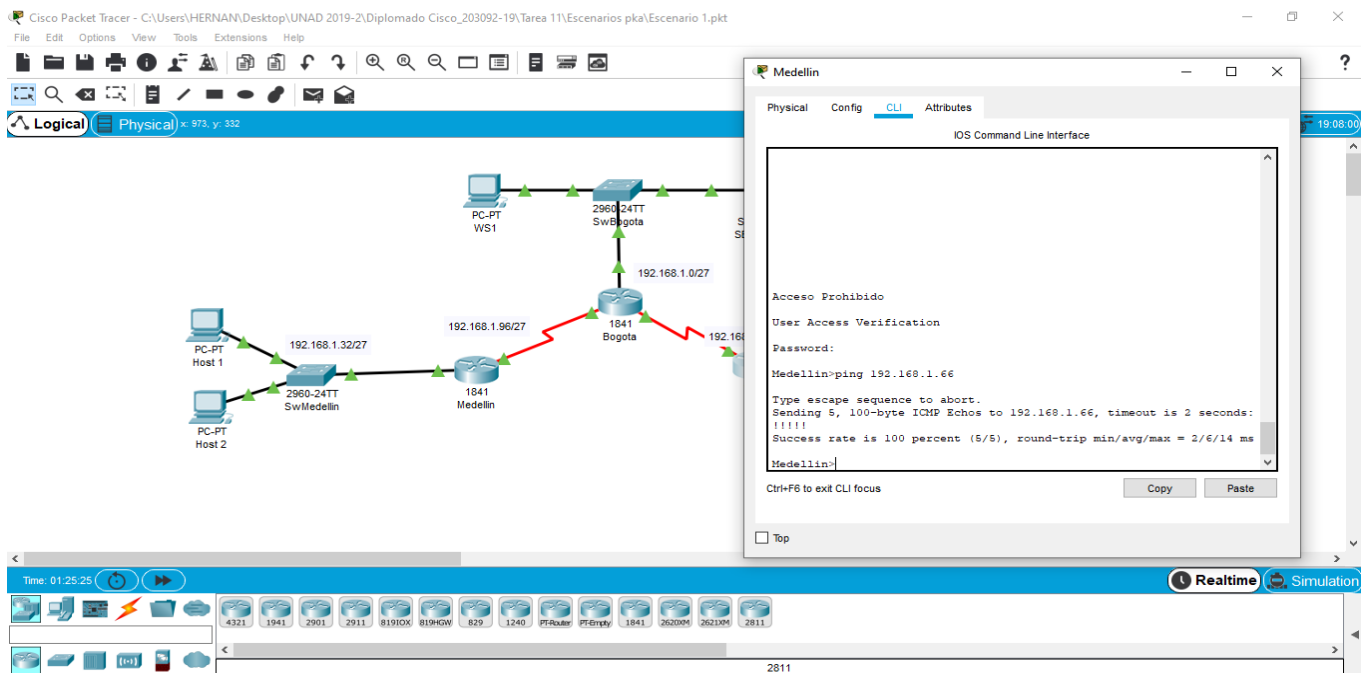 Cisco Packet Tracer - C:\Users\HERNAN\Desktop\UNAD 2019-2\Diplomado Cisco_203092-19\Tarea 11\Escenarios pka\Escenario 1.pkt
File Edit Options View Tools Extensions Help
Logical
Physical
x: 973, y: 332
19:08:00
PC-PT
WS1
2960-24TT
SwBogota
192.168.1.0/27
1841
Bogota
192.168.1.96/27
PC-PT
Host 1
192.168.1.32/27
2960-24TT
SwMedellin
1841
Medellin
PC-PT
Host 2
Medellin
Physical Config CLI Attributes
IOS Command Line Interface
Acceso Prohibido
User Access Verification
Password:
Medellin>ping 192.168.1.66
Type escape sequence to abort.
Sending 5, 100-byte ICMP Echos to 192.168.1.66, timeout is 2 seconds:
!!!!!
Success rate is 100 percent (5/5), round-trip min/avg/max = 2/6/14 ms
Medellin>
Ctrl+F6 to exit CLI focus
Copy
Paste
Top
Time: 01:25:25
Realtime
Simulation
4321 1941 2901 2911 819IOX 819HGW 829 1240 PT-Router PT-Empty 1841 2620XM 2621XM 2811
2811